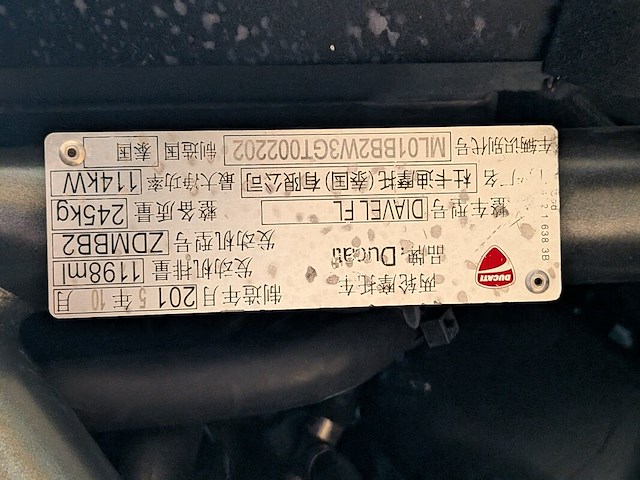 DUCATI
两轮摩托车 制造年月 2015年10月
品牌: Ducati 发动机排量 1198ml
发动机型号 ZDMBB2
整车型号 DIAVEL FL 整备质量 245kg
厂名 杜卡迪摩托(泰国)有限公司 最大净功率 114kW
车辆识别代号 ML01BB2W3GT002202 制造国 泰国